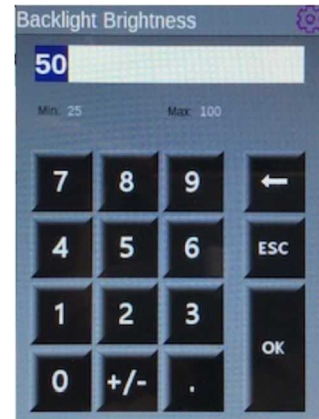 Backlight Brightness
50
Min: 25 Max: 100
7 8 9 ←
4 5 6 ESC
1 2 3
OK
0 +/- .